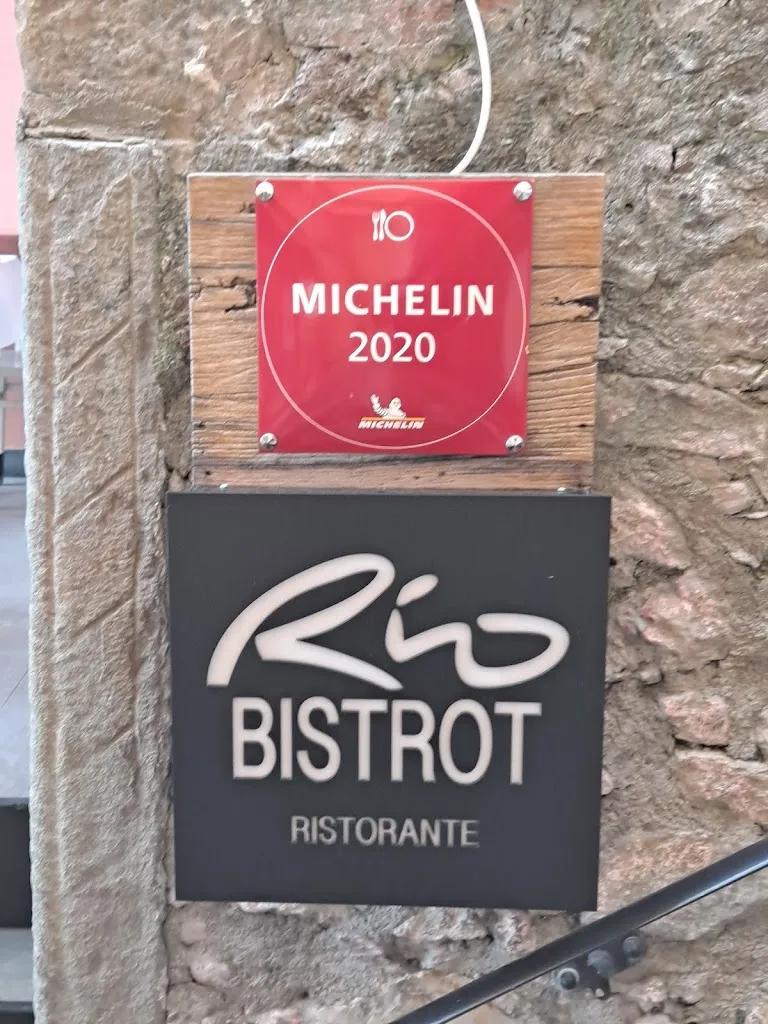 MICHELIN
2020
MICHELIN
Rio
BISTROT
RISTORANTE